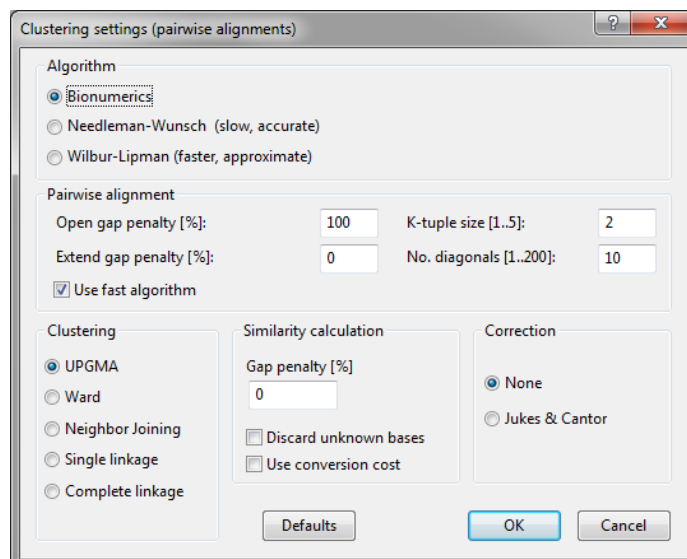 Clustering settings (pairwise alignments)
?
Algorithm
Bionumerics
Needleman-Wunsch (slow, accurate)
Wilbur-Lipman (faster, approximate)
Pairwise alignment
Open gap penalty [%]: 100 K-tuple size [1..5]: 2
Extend gap penalty [%]: 0 No. diagonals [1..200]: 10
Use fast algorithm
Clustering
UPGMA
Ward
Neighbor Joining
Single linkage
Complete linkage
Similarity calculation
Gap penalty [%]
0
Discard unknown bases
Use conversion cost
Correction
None
Jukes & Cantor
Defaults OK Cancel